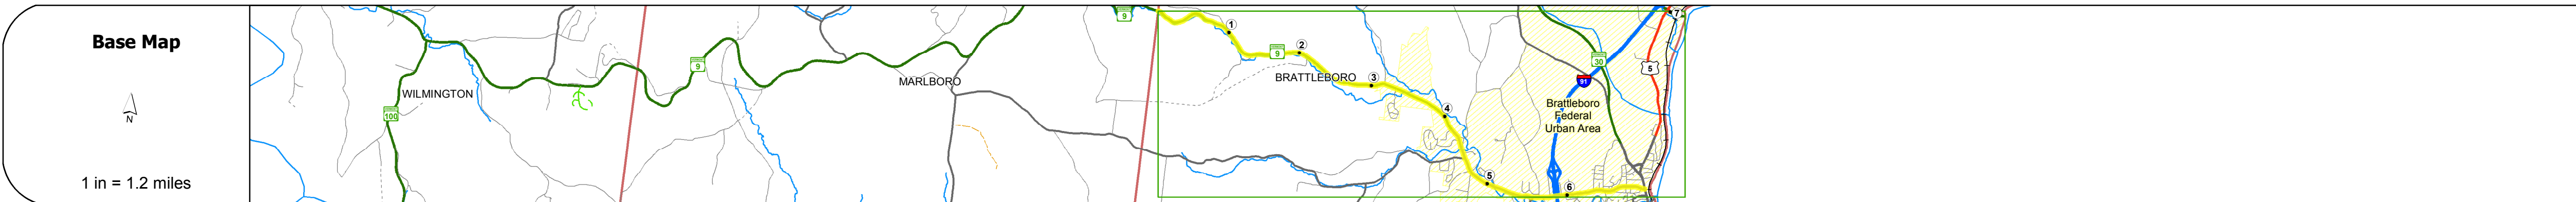 Base Map
N
1 in = 1.2 miles
WILMINGTON
100
9
MARLBORO
9
1
9
2
BRATTLEBORO
3
4
5
6
7
30
5
91
Brattleboro
Federal
Urban Area